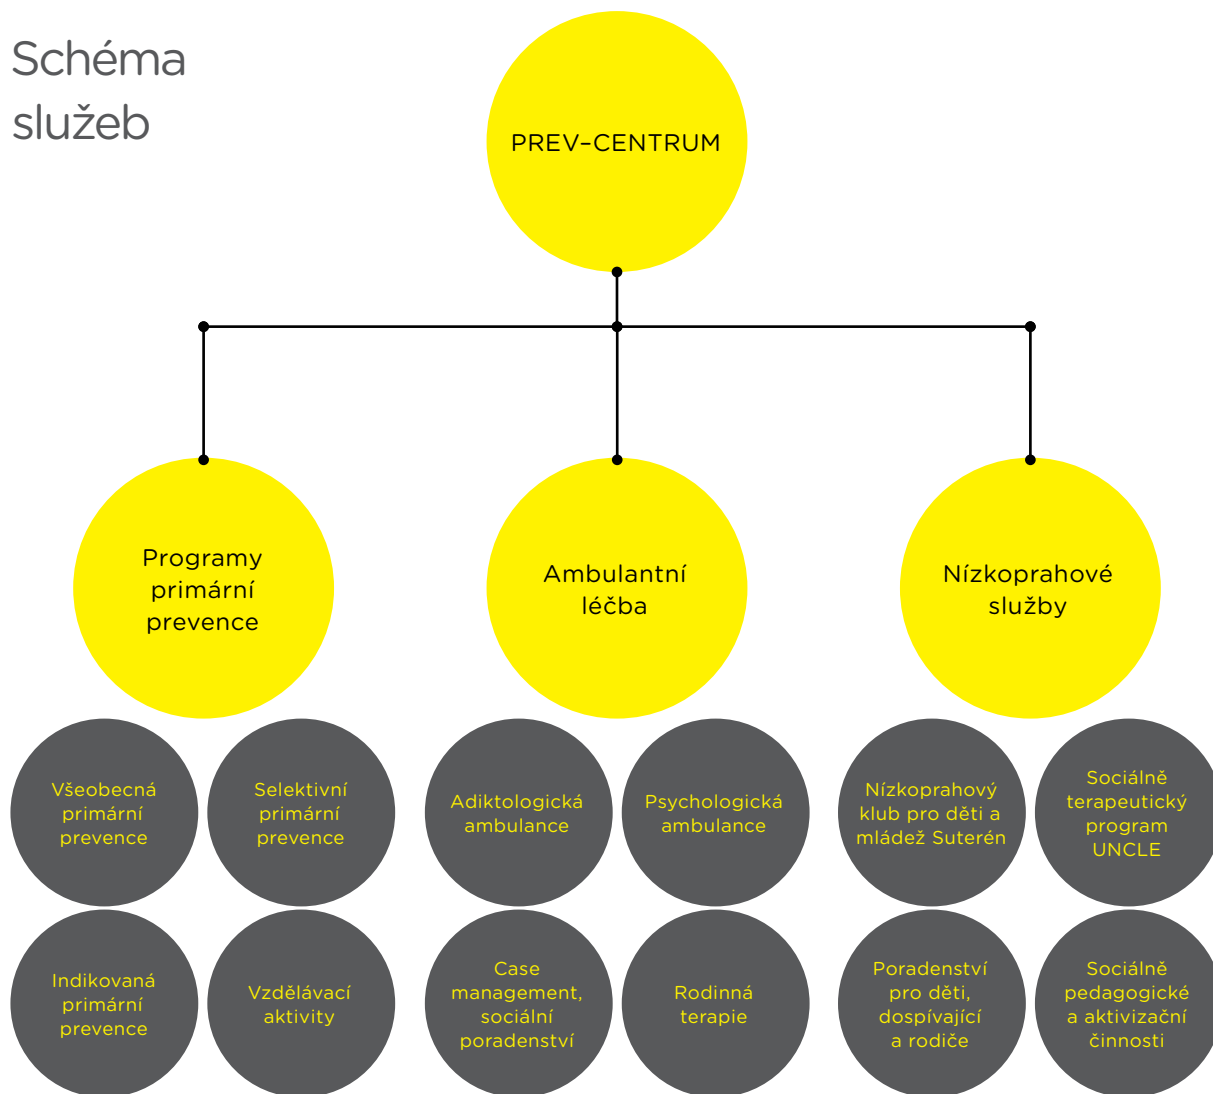 Schéma
služeb
PREV–CENTRUM
Programy
primární
prevence
Ambulantní
léčba
Nízkoprahové
služby
Všeobecná
primární
prevence
Selektivní
primární
prevence
Adiktologická
ambulance
Psychologická
ambulance
Nízkoprahový
klub pro děti a
mládež Suterén
Sociálně
terapeutický
program
UNCLE
Indikovaná
primární
prevence
Vzdělávací
aktivity
Case
management,
sociální
poradenství
Rodinná
terapie
Poradenství
pro děti,
dospívající
a rodiče
Sociálně
pedagogické
a aktivizační
činnosti